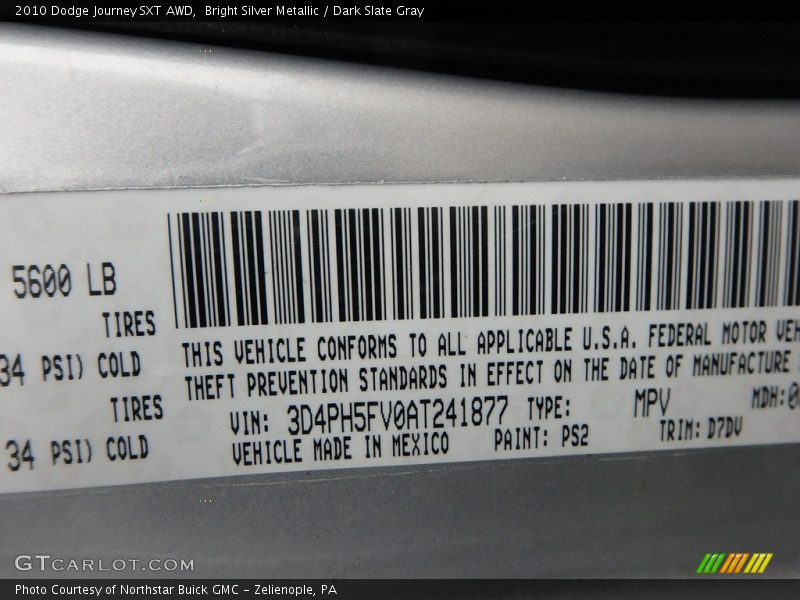 2010 Dodge Journey SXT AWD, Bright Silver Metallic / Dark Slate Gray
5600 LB
TIRES
34 PSI) COLD
TIRES
34 PSI) COLD
THIS VEHICLE CONFORMS TO ALL APPLICABLE U.S.A. FEDERAL MOTOR VEH
THEFT PREVENTION STANDARDS IN EFFECT ON THE DATE OF MANUFACTURE
VIN: 3D4PH5FV0AT241877 TYPE: MPV MDH:0
VEHICLE MADE IN MEXICO PAINT: PS2 TRIM: D7DV
GTCARLOT.COM
Photo Courtesy of Northstar Buick GMC - Zelienople, PA